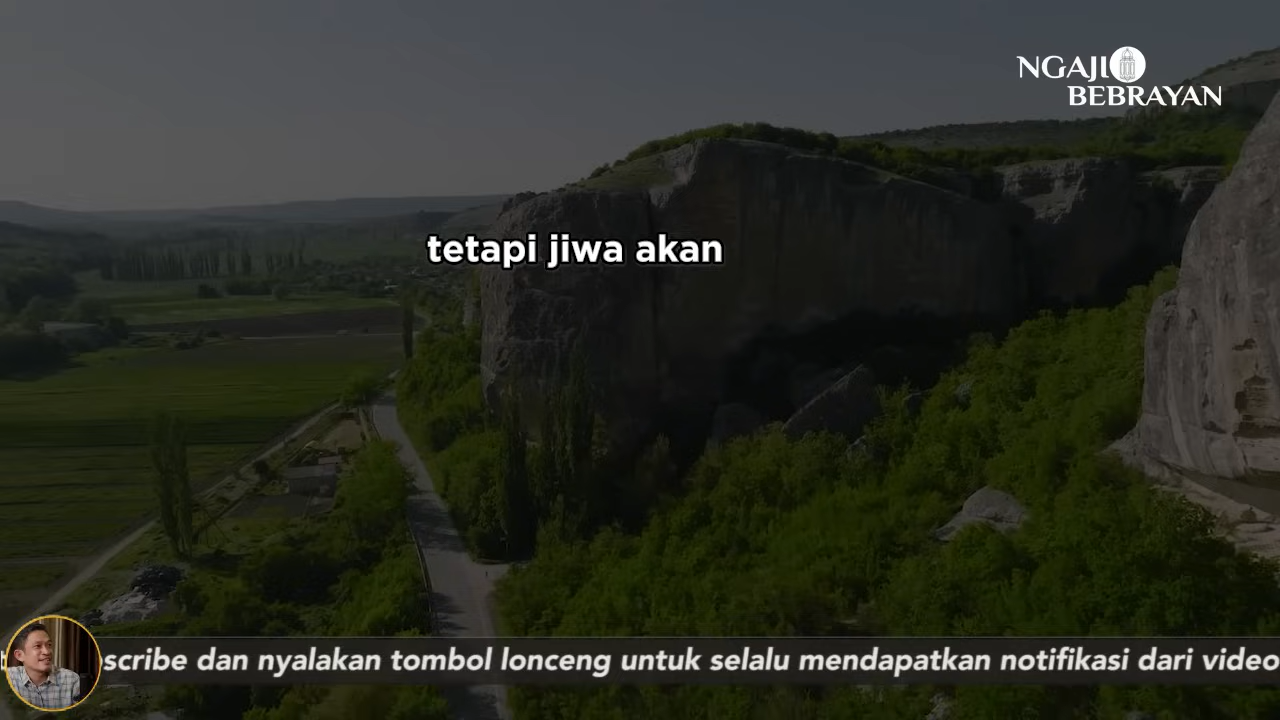 NGAJI
BEBRAYAN
tetapi jiwa akan
scribe dan nyalakan tombol lonceng untuk selalu mendapatkan notifikasi dari video